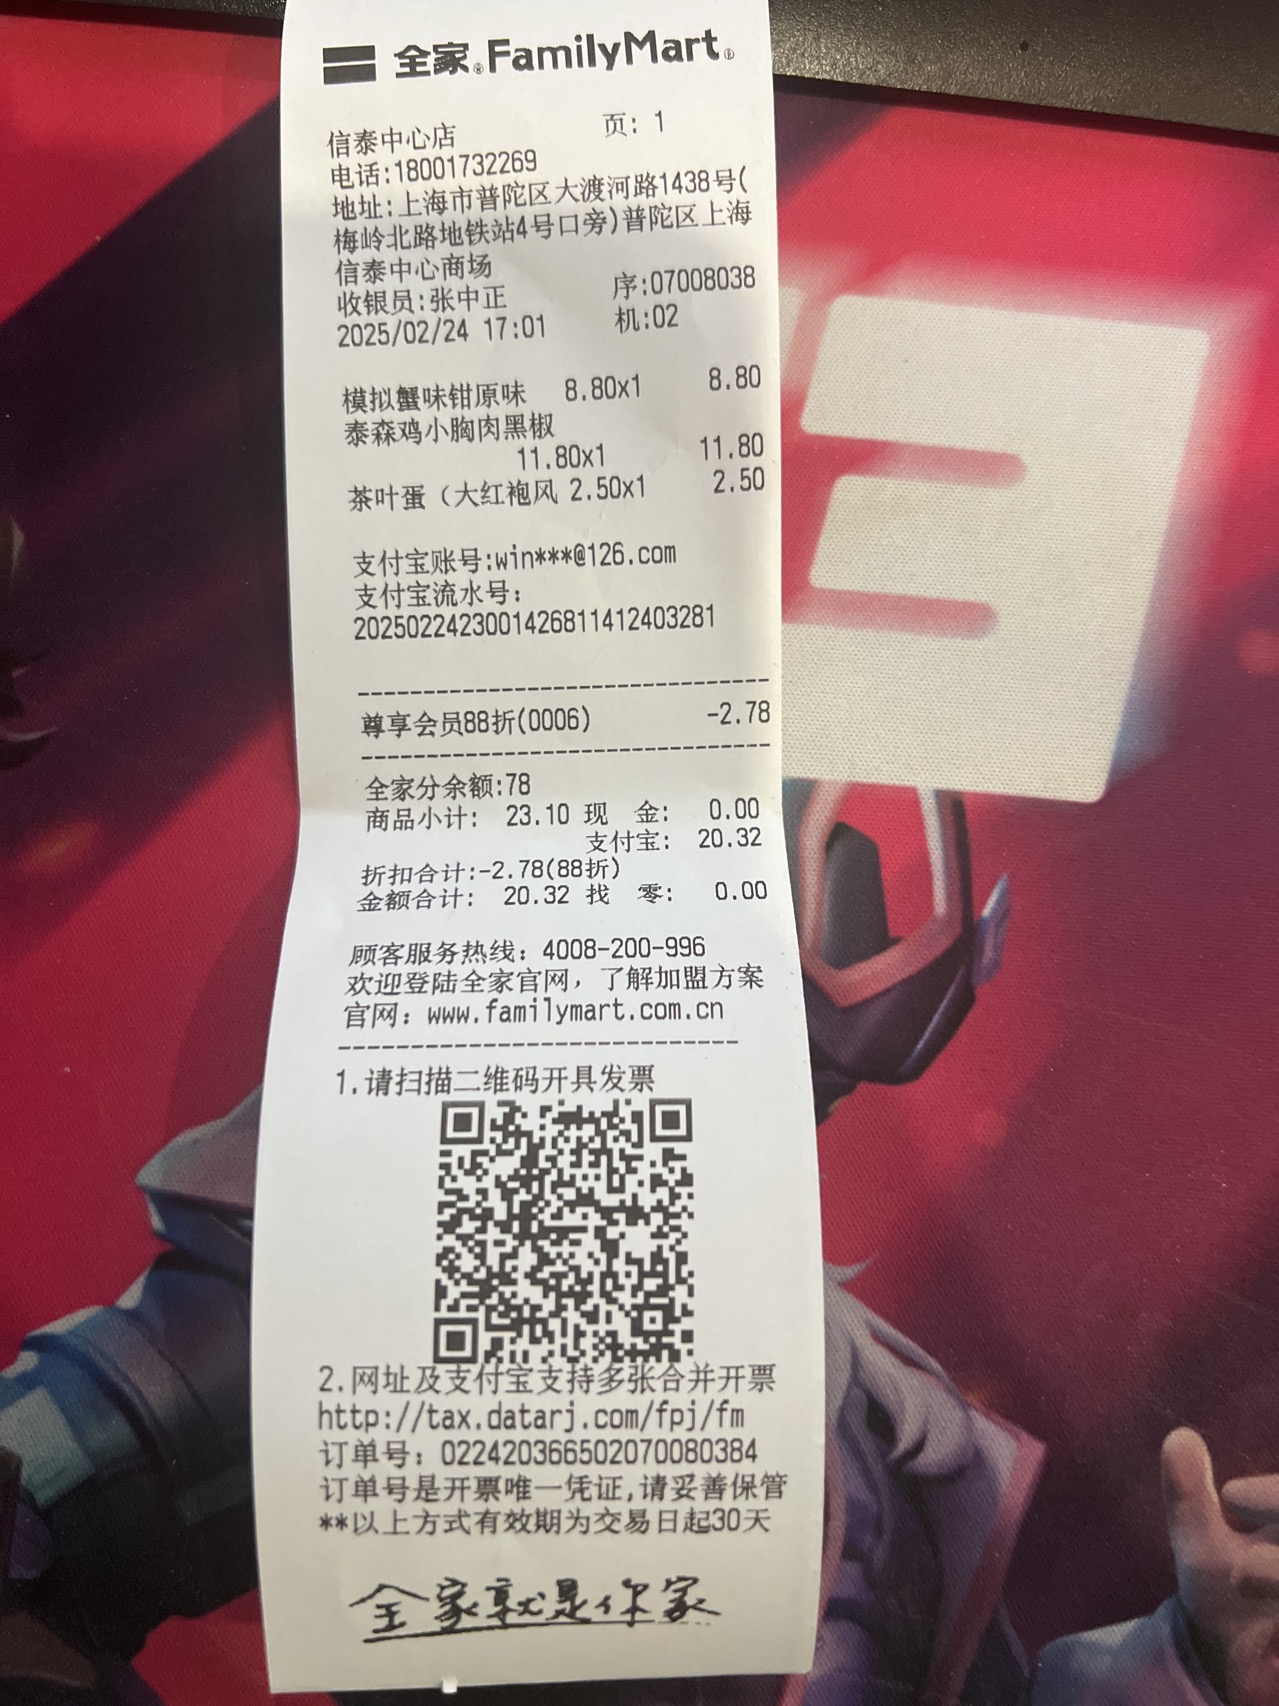 全家®FamilyMart®
信泰中心店 页: 1
电话:18001732269
地址:上海市普陀区大渡河路1438号(
梅岭北路地铁站4号口旁)普陀区上海
信泰中心商场
收银员:张中正 序:07008038
2025/02/24 17:01 机:02
模拟蟹味钳原味 8.80x1 8.80
泰森鸡小胸肉黑椒
11.80x1 11.80
茶叶蛋（大红袍风 2.50x1 2.50
支付宝账号:win***@126.com
支付宝流水号:
2025022423001426811412403281
尊享会员88折(0006) -2.78
全家分余额:78
商品小计: 23.10 现 金: 0.00
支付宝: 20.32
折扣合计:-2.78(88折)
金额合计: 20.32 找 零: 0.00
顾客服务热线: 4008-200-996
欢迎登陆全家官网，了解加盟方案
官网: www.familymart.com.cn
1.请扫描二维码开具发票
2.网址及支付宝支持多张合并开票
http://tax.datarj.com/fpj/fm
订单号: 022420366502070080384
订单号是开票唯一凭证,请妥善保管
**以上方式有效期为交易日起30天
全家就是你家